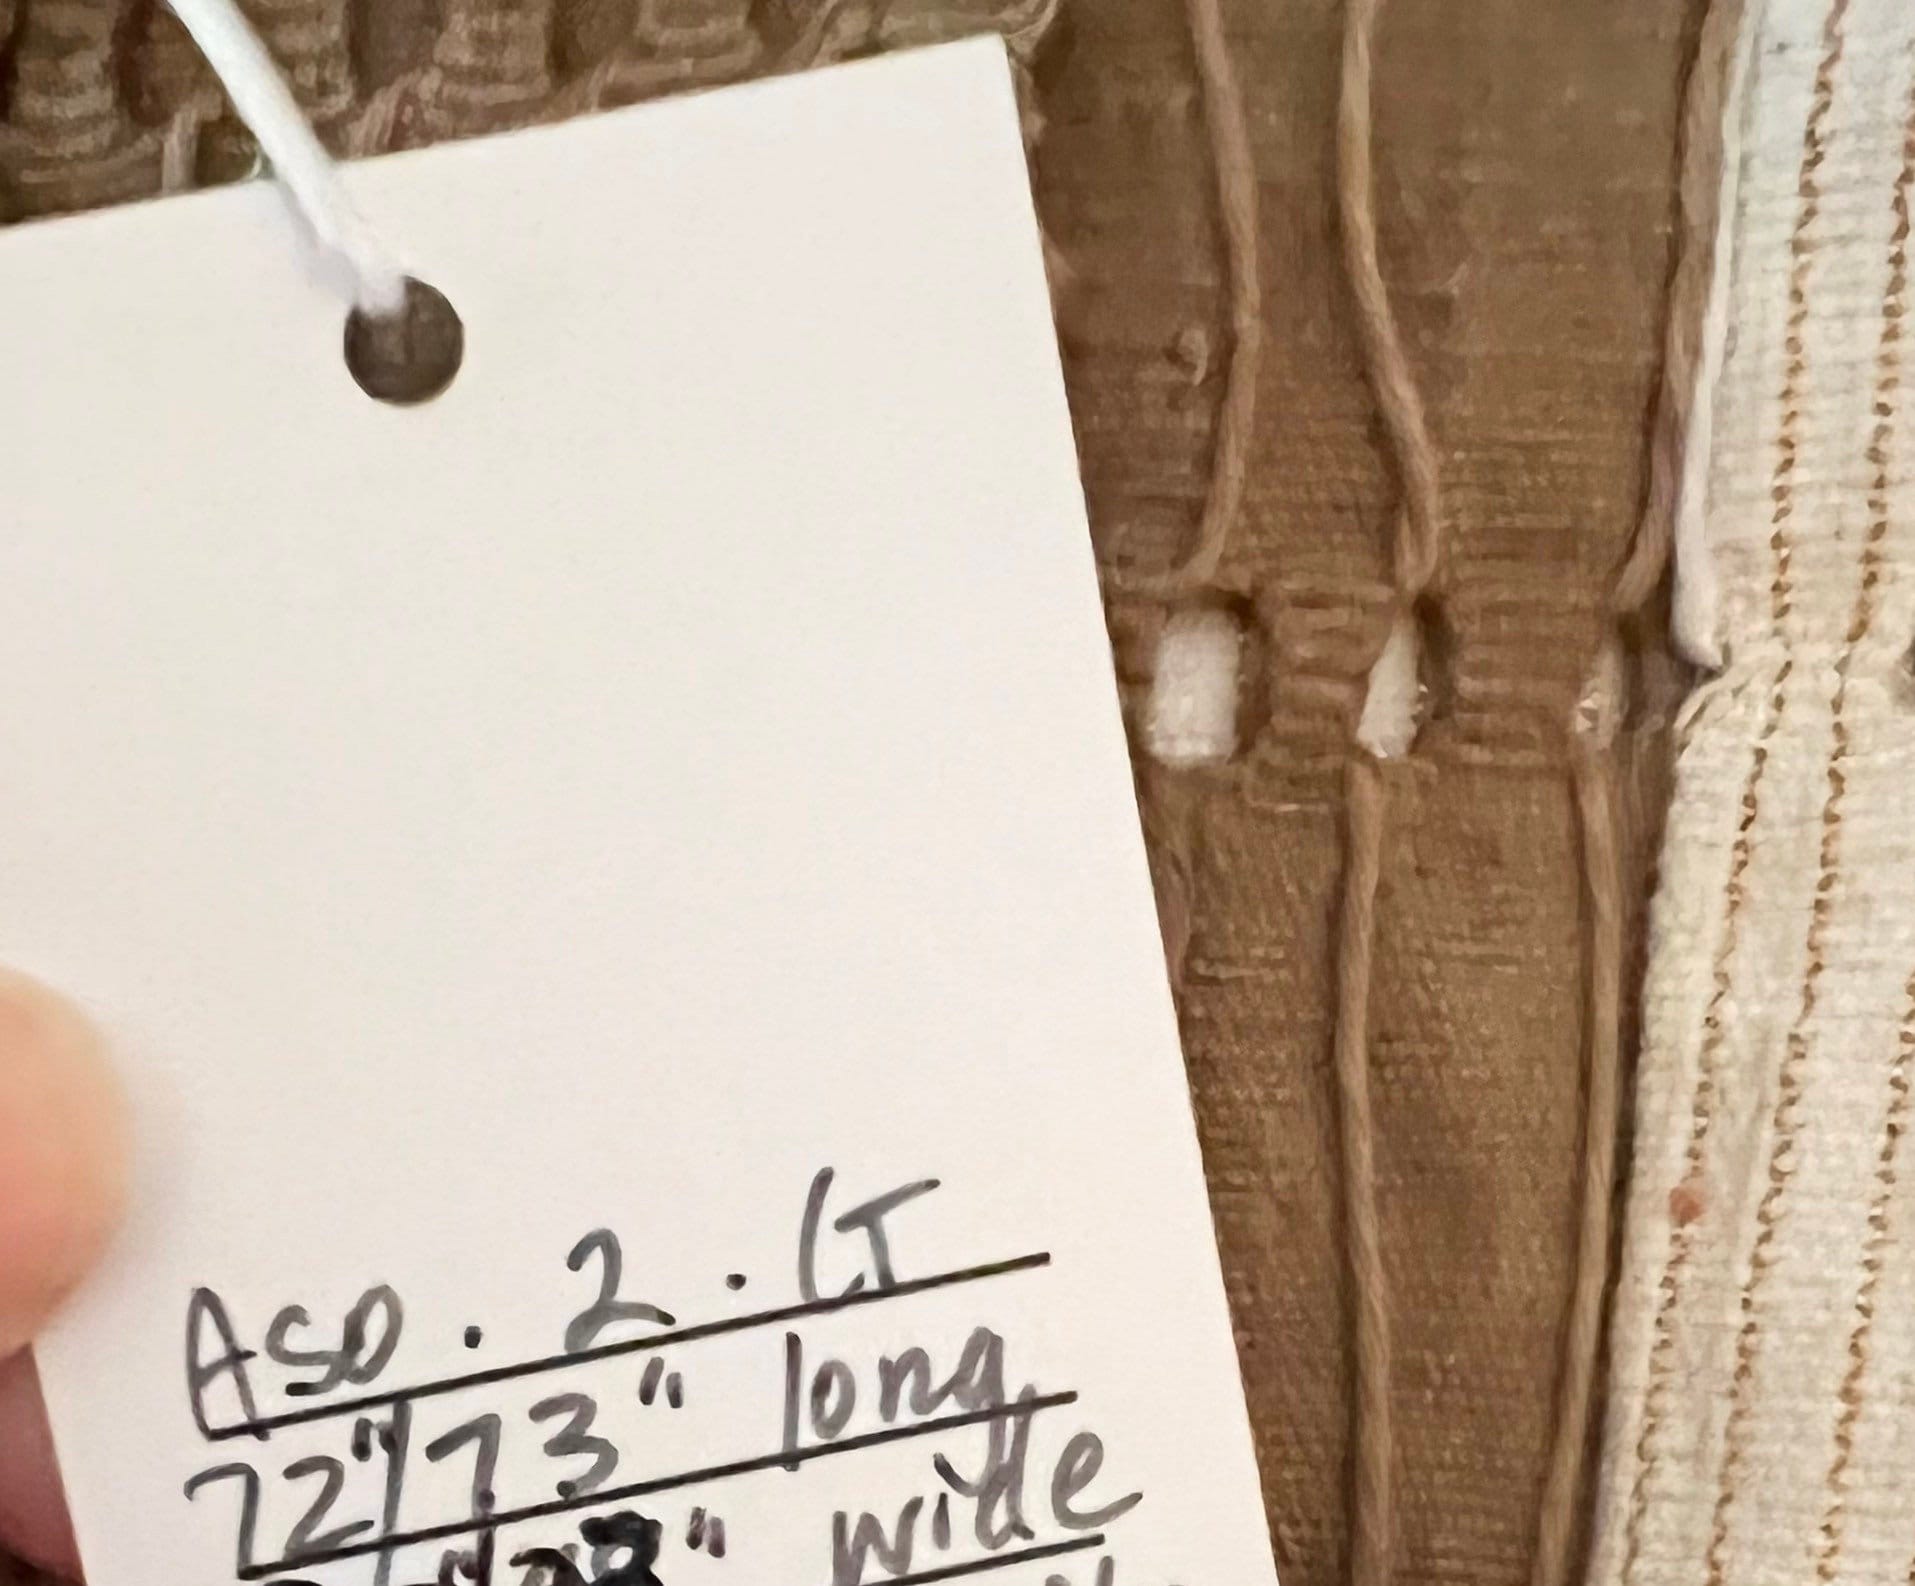 Aso . 2 . LT
72"/73" long
" wide